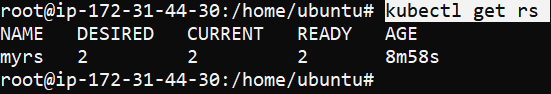 root@ip-172-31-44-30:/home/ubuntu# kubectl get rs
NAME   DESIRED   CURRENT   READY   AGE
myrs   2         2         2       8m58s
root@ip-172-31-44-30:/home/ubuntu#